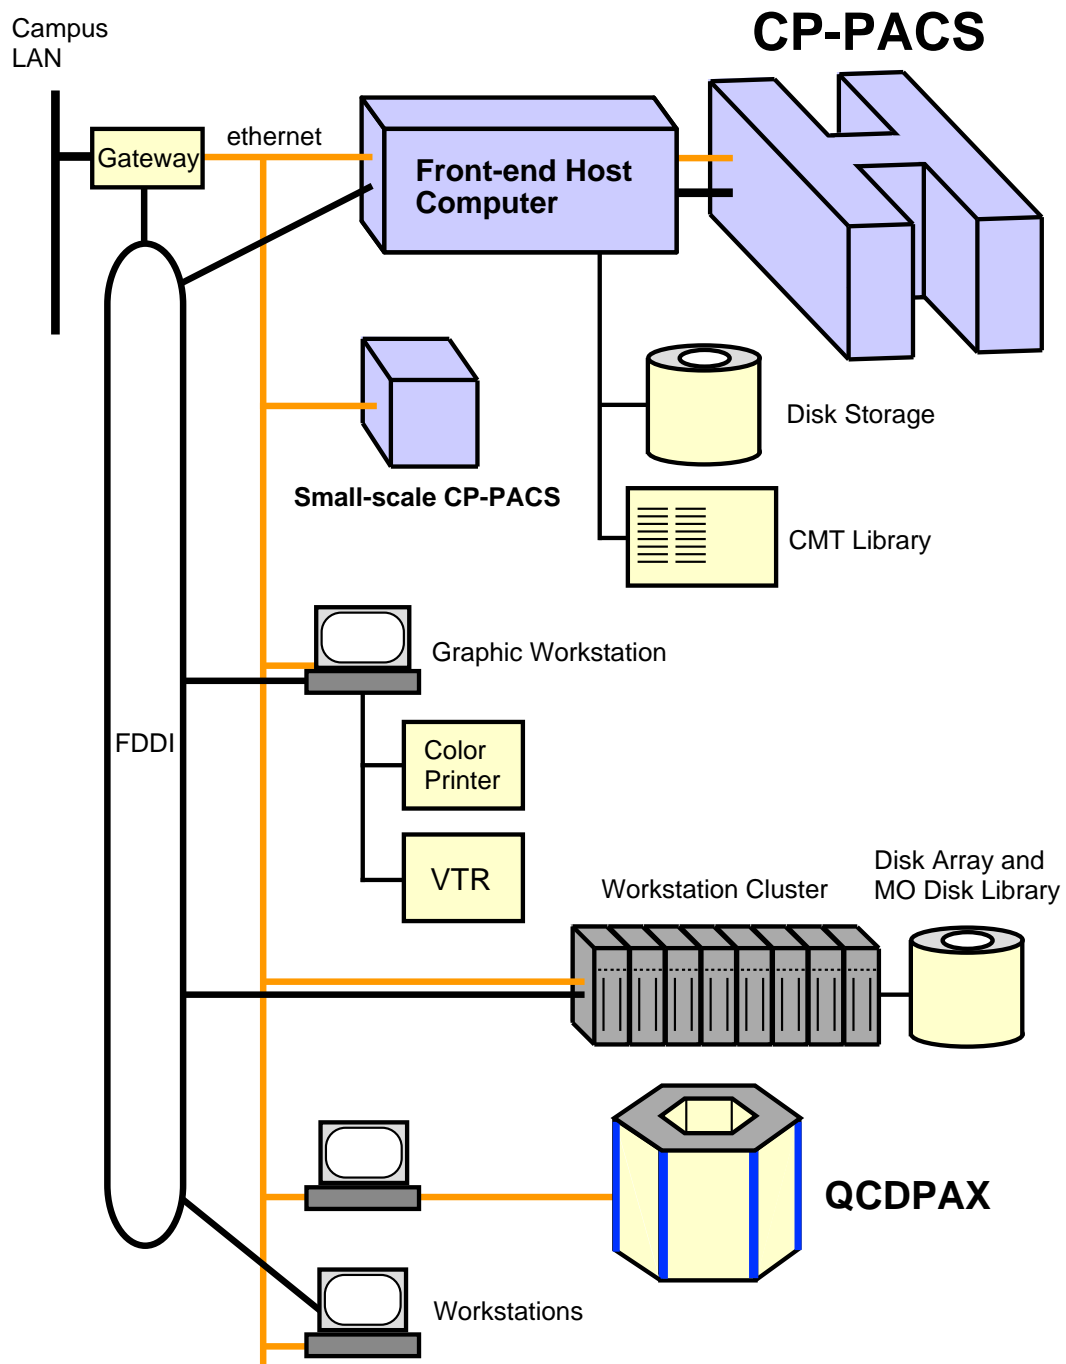 Campus
LAN
CP-PACS
Gateway
ethernet
Front-end Host
Computer
Disk Storage
Small-scale CP-PACS
CMT Library
Graphic Workstation
FDDI
Color
Printer
VTR
Workstation Cluster
Disk Array and
MO Disk Library
QCDPAX
Workstations